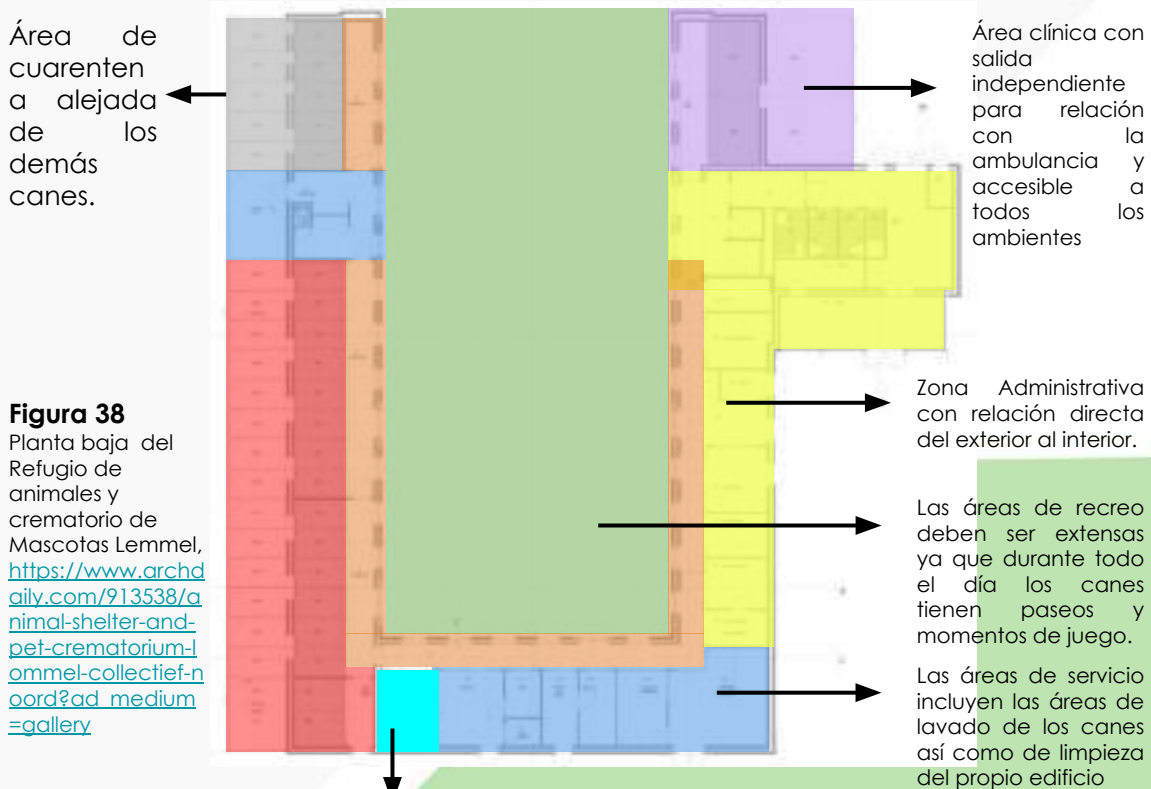 Área de
cuarenten
a alejada
de los
demás
canes.
Figura 38
Planta baja del
Refugio de
animales y
crematorio de
Mascotas Lemmel,
https://www.archd
aily.com/913538/a
nimal-shelter-and-
pet-crematorium-l
ommel-collectief-n
oord?ad_medium
=gallery
Área clínica con
salida
independiente
para relación
con la
ambulancia y
accesible a
todos los
ambientes
Zona Administrativa
con relación directa
del exterior al interior.
Las áreas de recreo
deben ser extensas
ya que durante todo
el día los canes
tienen paseos y
momentos de juego.
Las áreas de servicio
incluyen las áreas de
lavado de los canes
así como de limpieza
del propio edificio